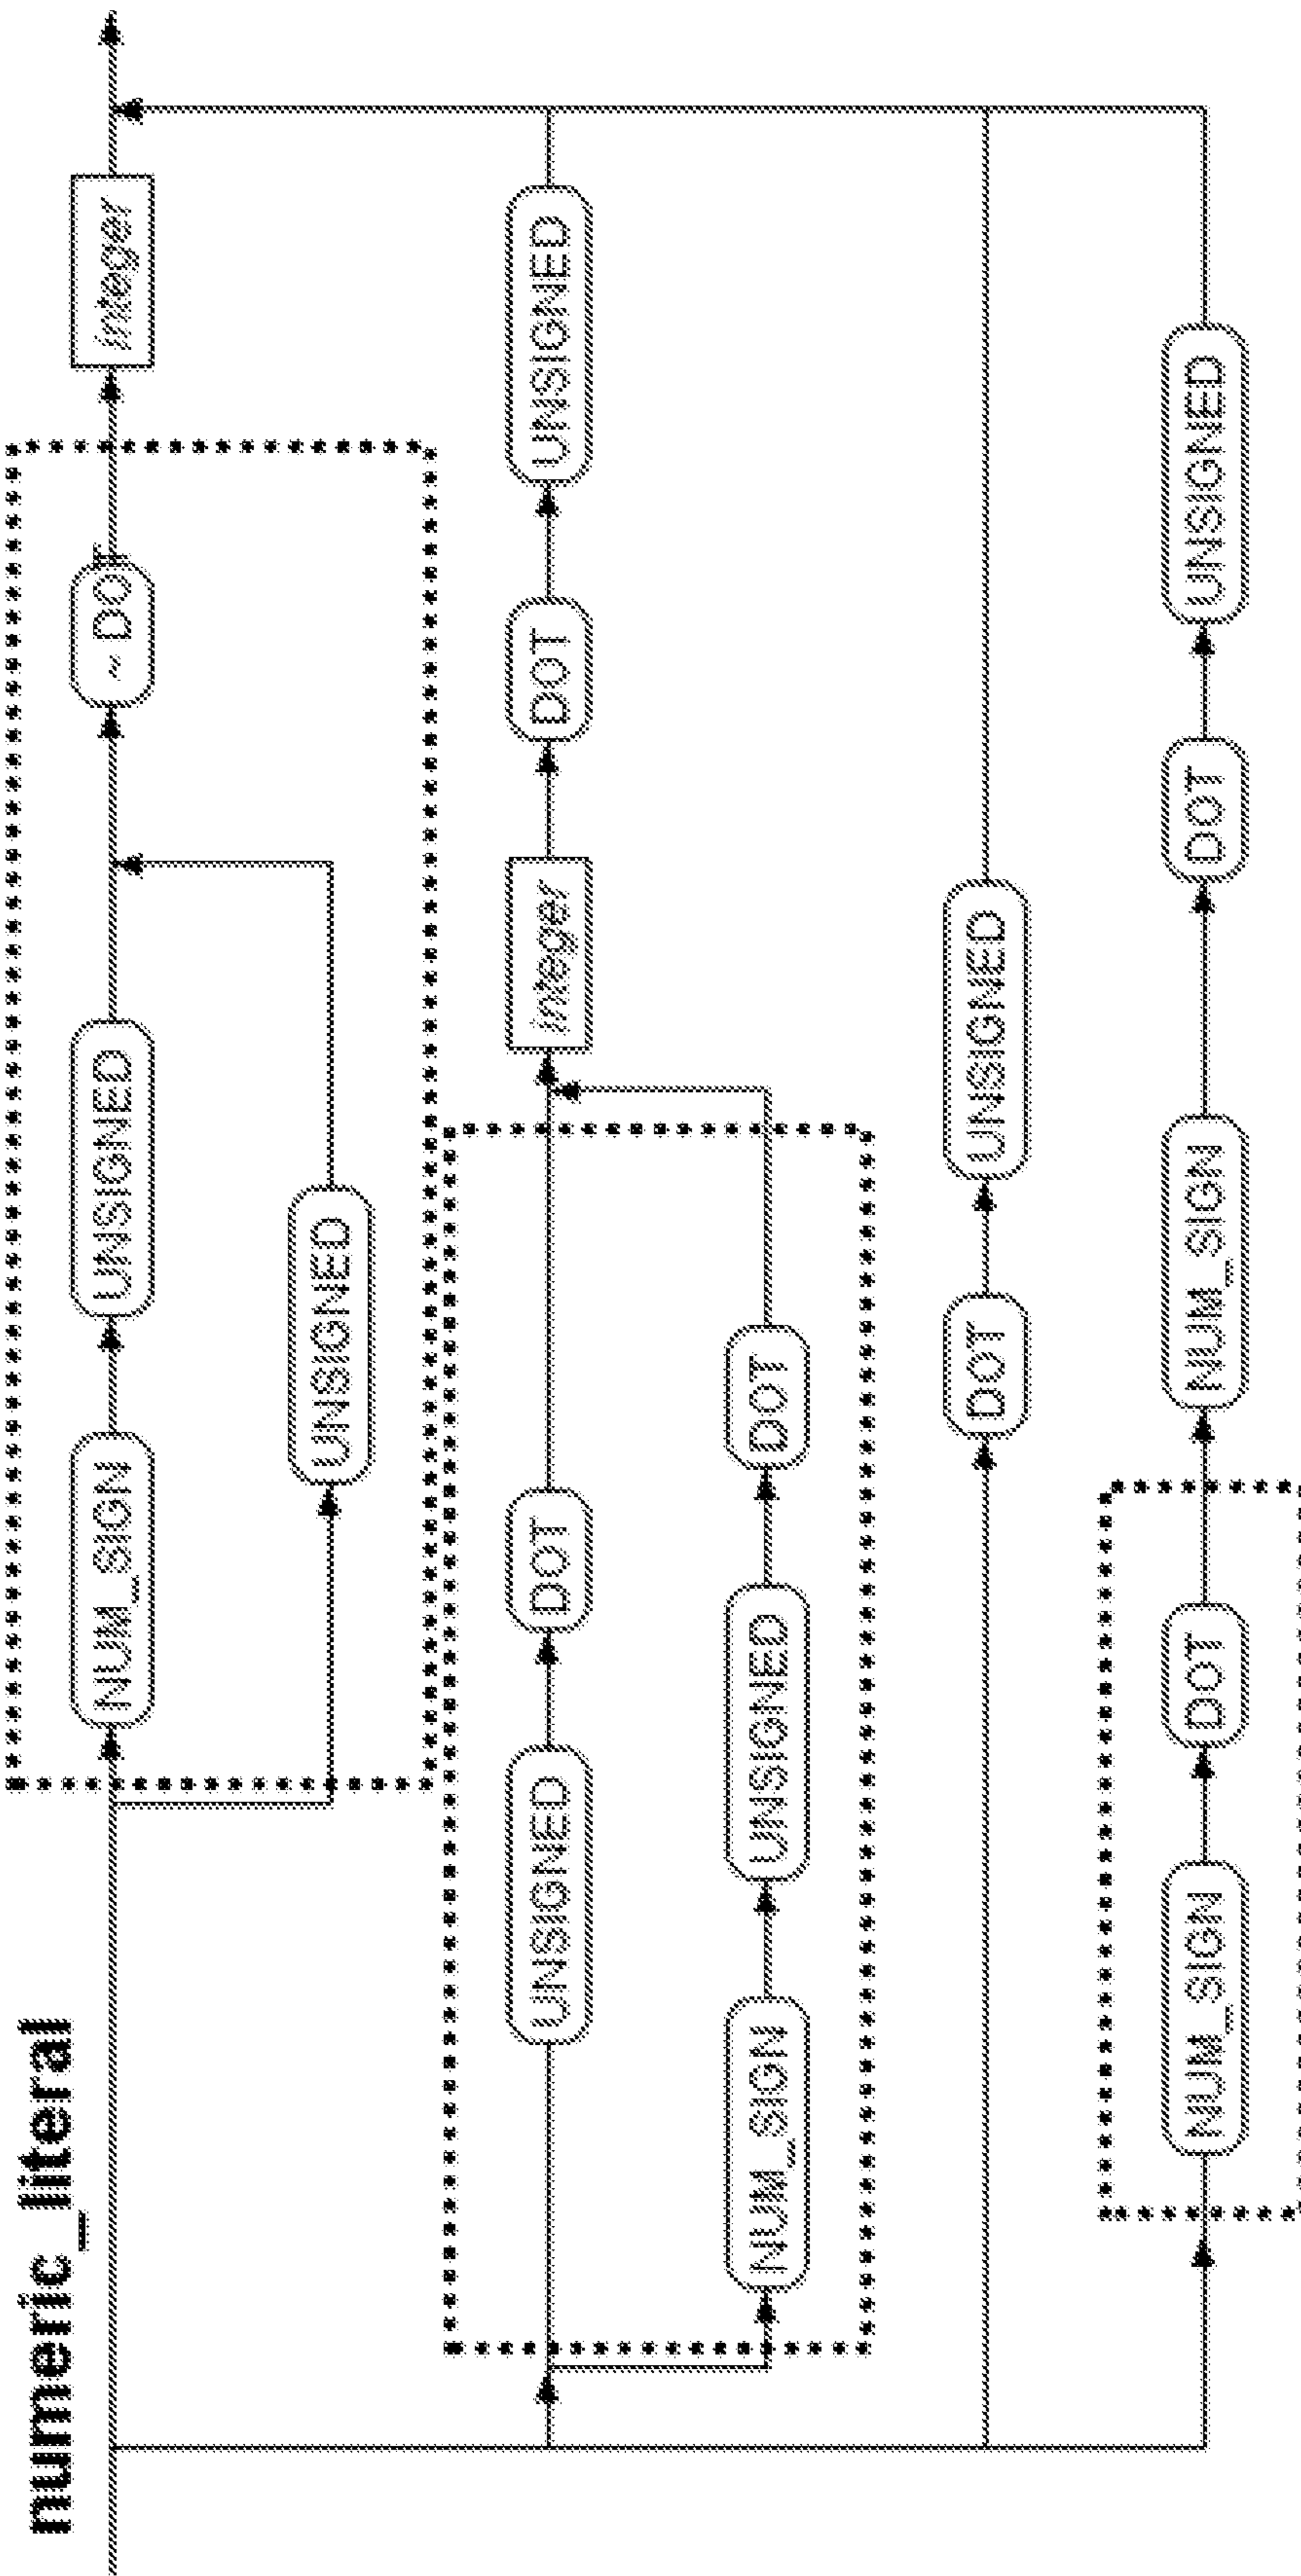 numeric_literal
NUM_SIGN UNSIGNED ~ DOT integer
UNSIGNED
UNSIGNED DOT integer DOT UNSIGNED
NUM_SIGN UNSIGNED DOT
DOT UNSIGNED
NUM_SIGN DOT NUM_SIGN DOT UNSIGNED